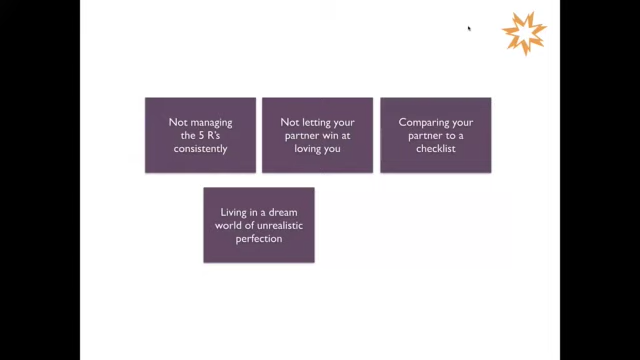 Not managing
the 5 R's
consistently
Not letting your
partner win at
loving you
Comparing your
partner to a
checklist
Living in a dream
world of unrealistic
perfection